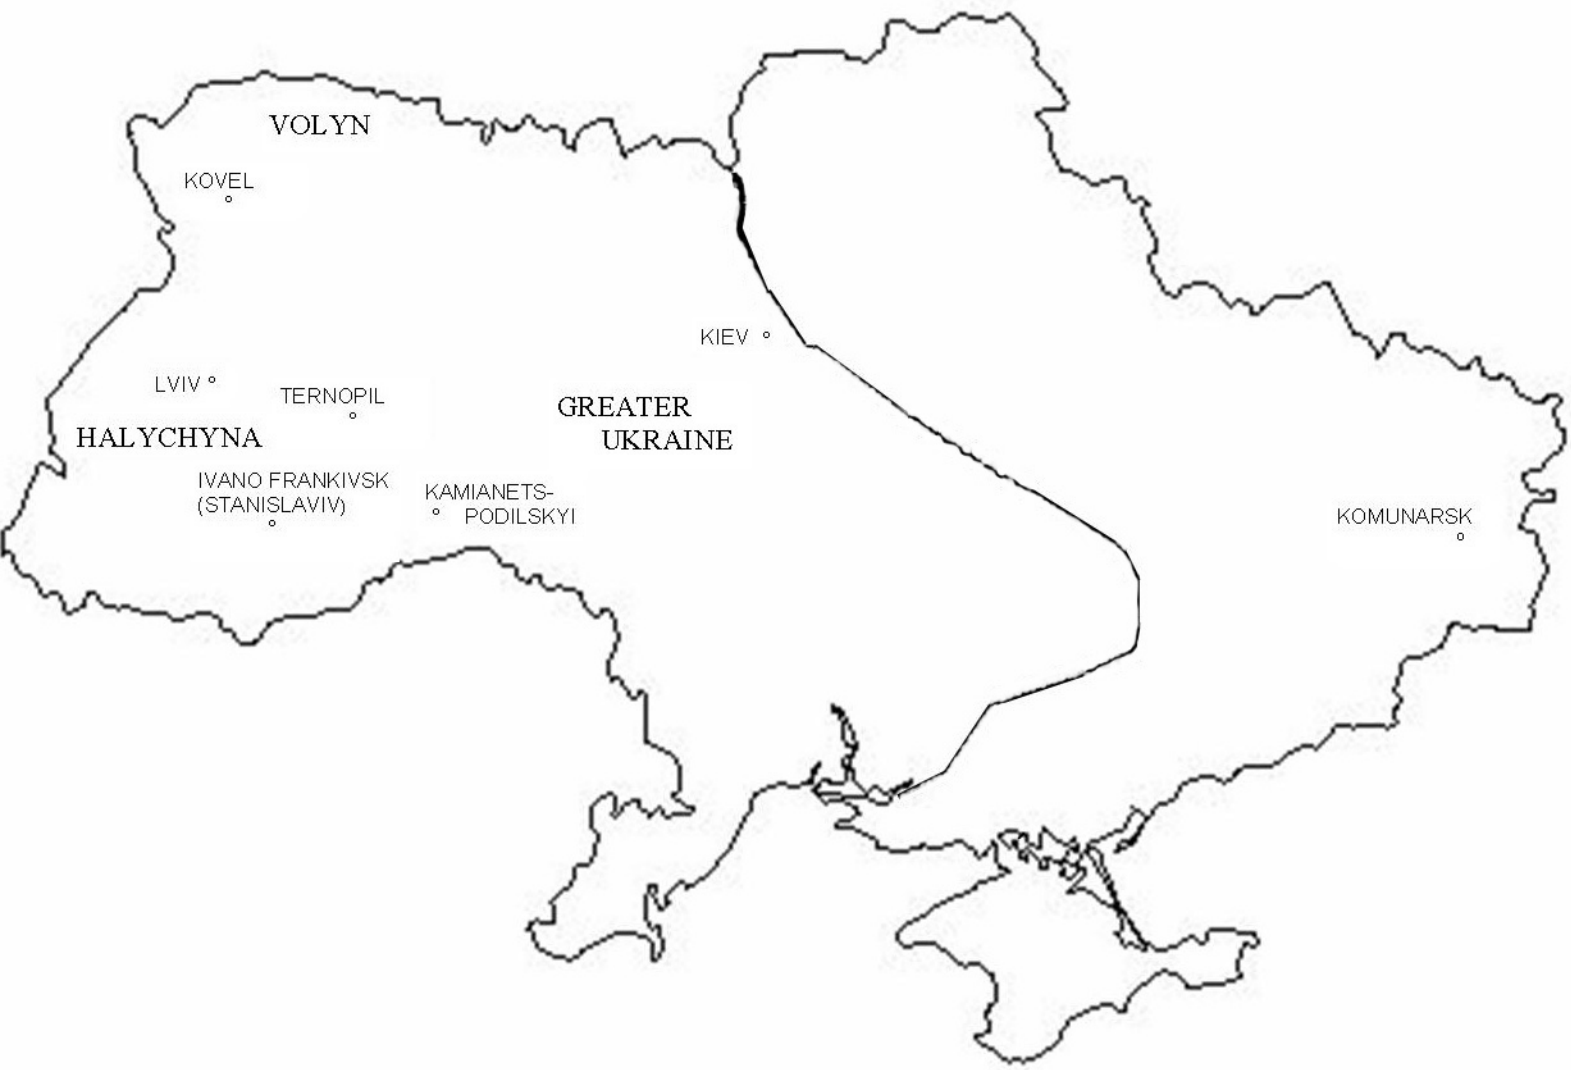 VOLYN
KOVEL
KIEV
LVIV
TERNOPIL
GREATER
UKRAINE
HALYCHYNA
IVANO FRANKIVSK
(STANISLAVIV)
KAMIANETS-
PODILSKYI
KOMUNARSK